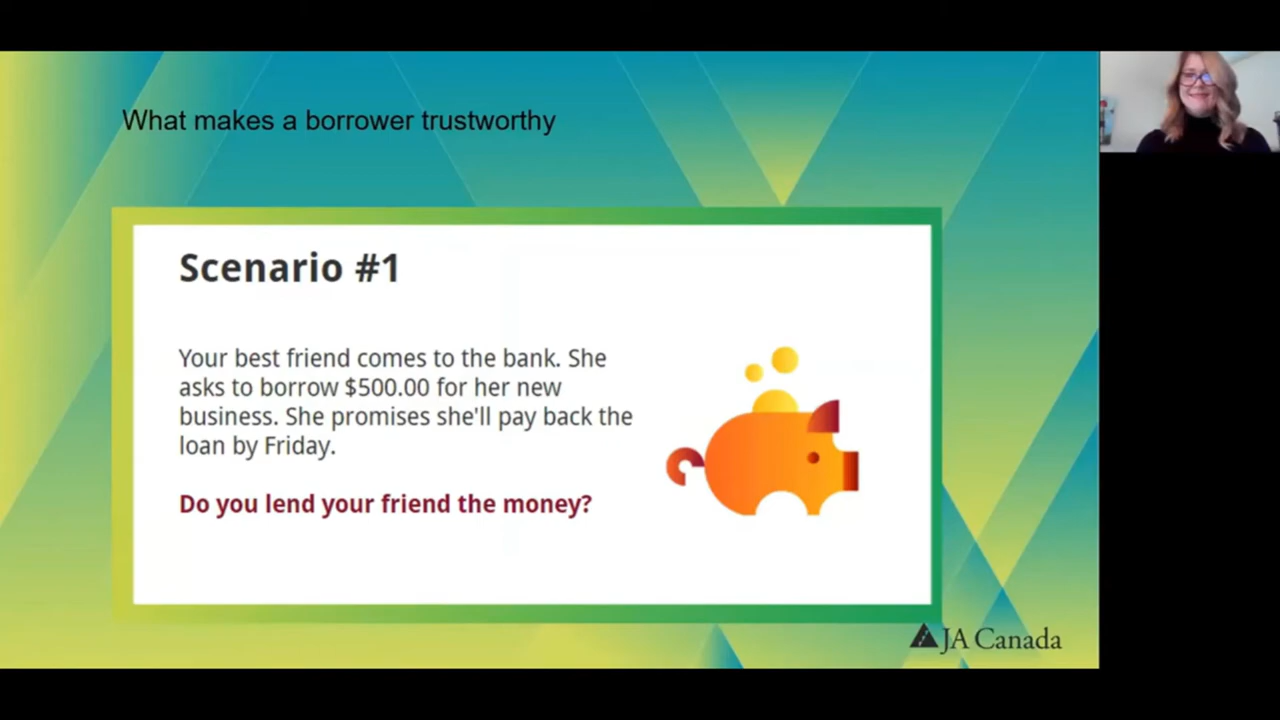 What makes a borrower trustworthy
Scenario #1
Your best friend comes to the bank. She
asks to borrow $500.00 for her new
business. She promises she'll pay back the
loan by Friday.
Do you lend your friend the money?
JA Canada